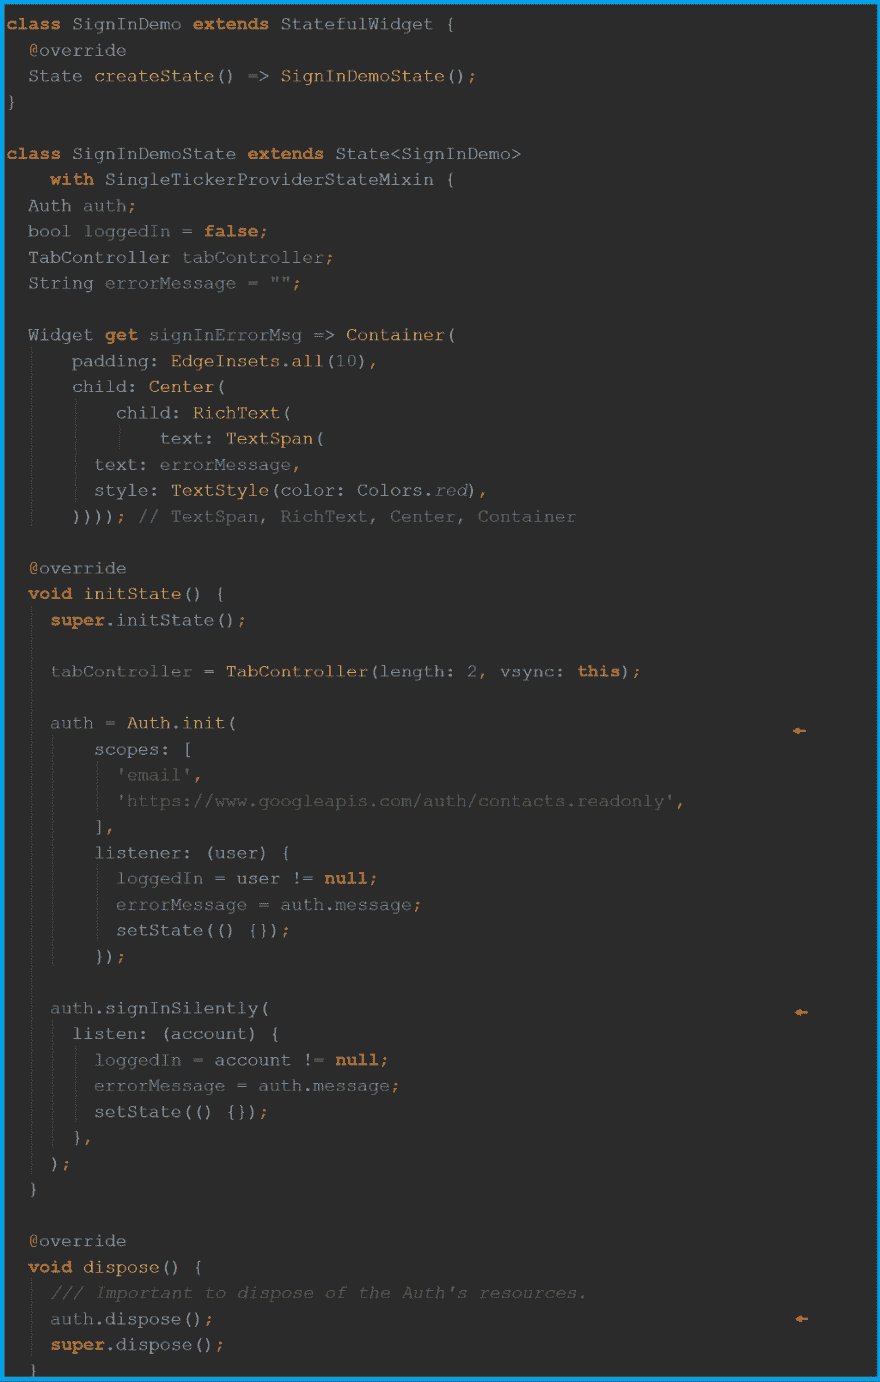 class SignInDemo extends StatefulWidget {
  @override
  State createState() => SignInDemoState();
}

class SignInDemoState extends State<SignInDemo>
    with SingleTickerProviderStateMixin {
  Auth auth;
  bool loggedIn = false;
  TabController tabController;
  String errorMessage = "";

  Widget get signInErrorMsg => Container(
      padding: EdgeInsets.all(10),
      child: Center(
          child: RichText(
              text: TextSpan(
        text: errorMessage,
        style: TextStyle(color: Colors.red),
      )))); // TextSpan, RichText, Center, Container

  @override
  void initState() {
    super.initState();

    tabController = TabController(length: 2, vsync: this);

    auth = Auth.init(
        scopes: [
          'email',
          'https://www.googleapis.com/auth/contacts.readonly',
        ],
        listener: (user) {
          loggedIn = user != null;
          errorMessage = auth.message;
          setState(() {});
        });

    auth.signInSilently(
      listen: (account) {
        loggedIn = account != null;
        errorMessage = auth.message;
        setState(() {});
      },
    );
  }

  @override
  void dispose() {
    /// Important to dispose of the Auth's resources.
    auth.dispose();
    super.dispose();
  }